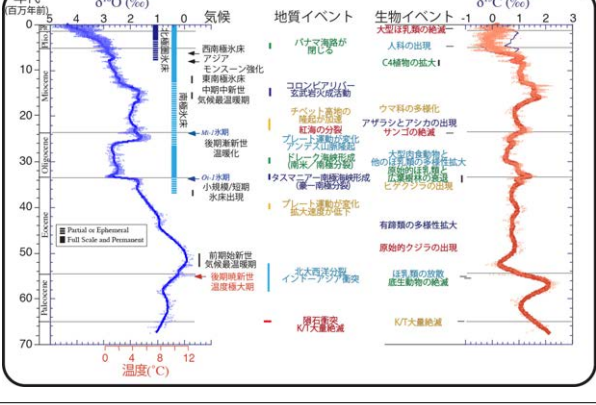 年代
(百万年前)
δ¹⁸O (‰)
気候
地質イベント
生物イベント
δ¹³C (‰)
5 4 3 2 1 0
-1 0 1 2 3
0
10
20
30
40
50
60
70
Plio.
Miocene
Oligocene
Eocene
Paleocene
北極圏氷床
南極氷床
西南極氷床
アジア
モンスーン強化
東南極氷床
中期中新世
気候最温暖期
Mi-1氷期
後期漸新世
温暖化
Oi-1氷期
小規模/短期
氷床出現
前期始新世
気候最温暖期
後期暁新世
温度極大期
Partial or Ephemeral
Full Scale and Permanent
パナマ海路が
閉じる
コロンビアリバー
玄武岩火成活動
チベット高地の
隆起が加速
紅海の分裂
プレート運動が変化
アンデス山脈隆起
ドレーク海峡形成
(南米／南極分裂)
タスマニアー南極海峡形成
(豪ー南極分裂)
プレート運動が変化
拡大速度が低下
北大西洋分裂
インドーアジア衝突
隕石衝突
K/T大量絶滅
大型ほ乳類の絶滅
人科の出現
C4植物の拡大
ウマ科の多様化
アザラシとアシカの出現
サンゴの絶滅
大型肉食動物と
他のほ乳類の多様性拡大
原始的ほ乳類と
広葉樹林の衰退
ヒゲクジラの出現
有蹄類の多様性拡大
原始的クジラの出現
ほ乳類の放散
底生動物の絶滅
K/T大量絶滅
0 4 8 12
温度(°C)